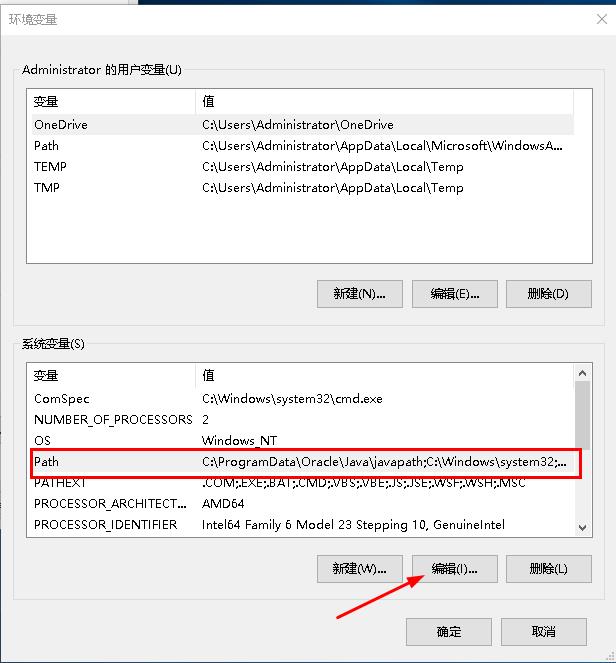 环境变量
Administrator 的用户变量(U)
变量 值
OneDrive C:\Users\Administrator\OneDrive
Path C:\Users\Administrator\AppData\Local\Microsoft\WindowsA...
TEMP C:\Users\Administrator\AppData\Local\Temp
TMP C:\Users\Administrator\AppData\Local\Temp
新建(N)... 编辑(E)... 删除(D)
系统变量(S)
变量 值
ComSpec C:\Windows\system32\cmd.exe
NUMBER_OF_PROCESSORS 2
OS Windows_NT
Path C:\ProgramData\Oracle\Java\javapath;C:\Windows\system32;...
PATHEXT .COM;.EXE;.BAT;.CMD;.VBS;.VBE;.JS;.JSE;.WSF;.WSH;.MSC
PROCESSOR_ARCHITECT... AMD64
PROCESSOR_IDENTIFIER Intel64 Family 6 Model 23 Stepping 10, GenuineIntel
新建(W)... 编辑(I)... 删除(L)
确定 取消